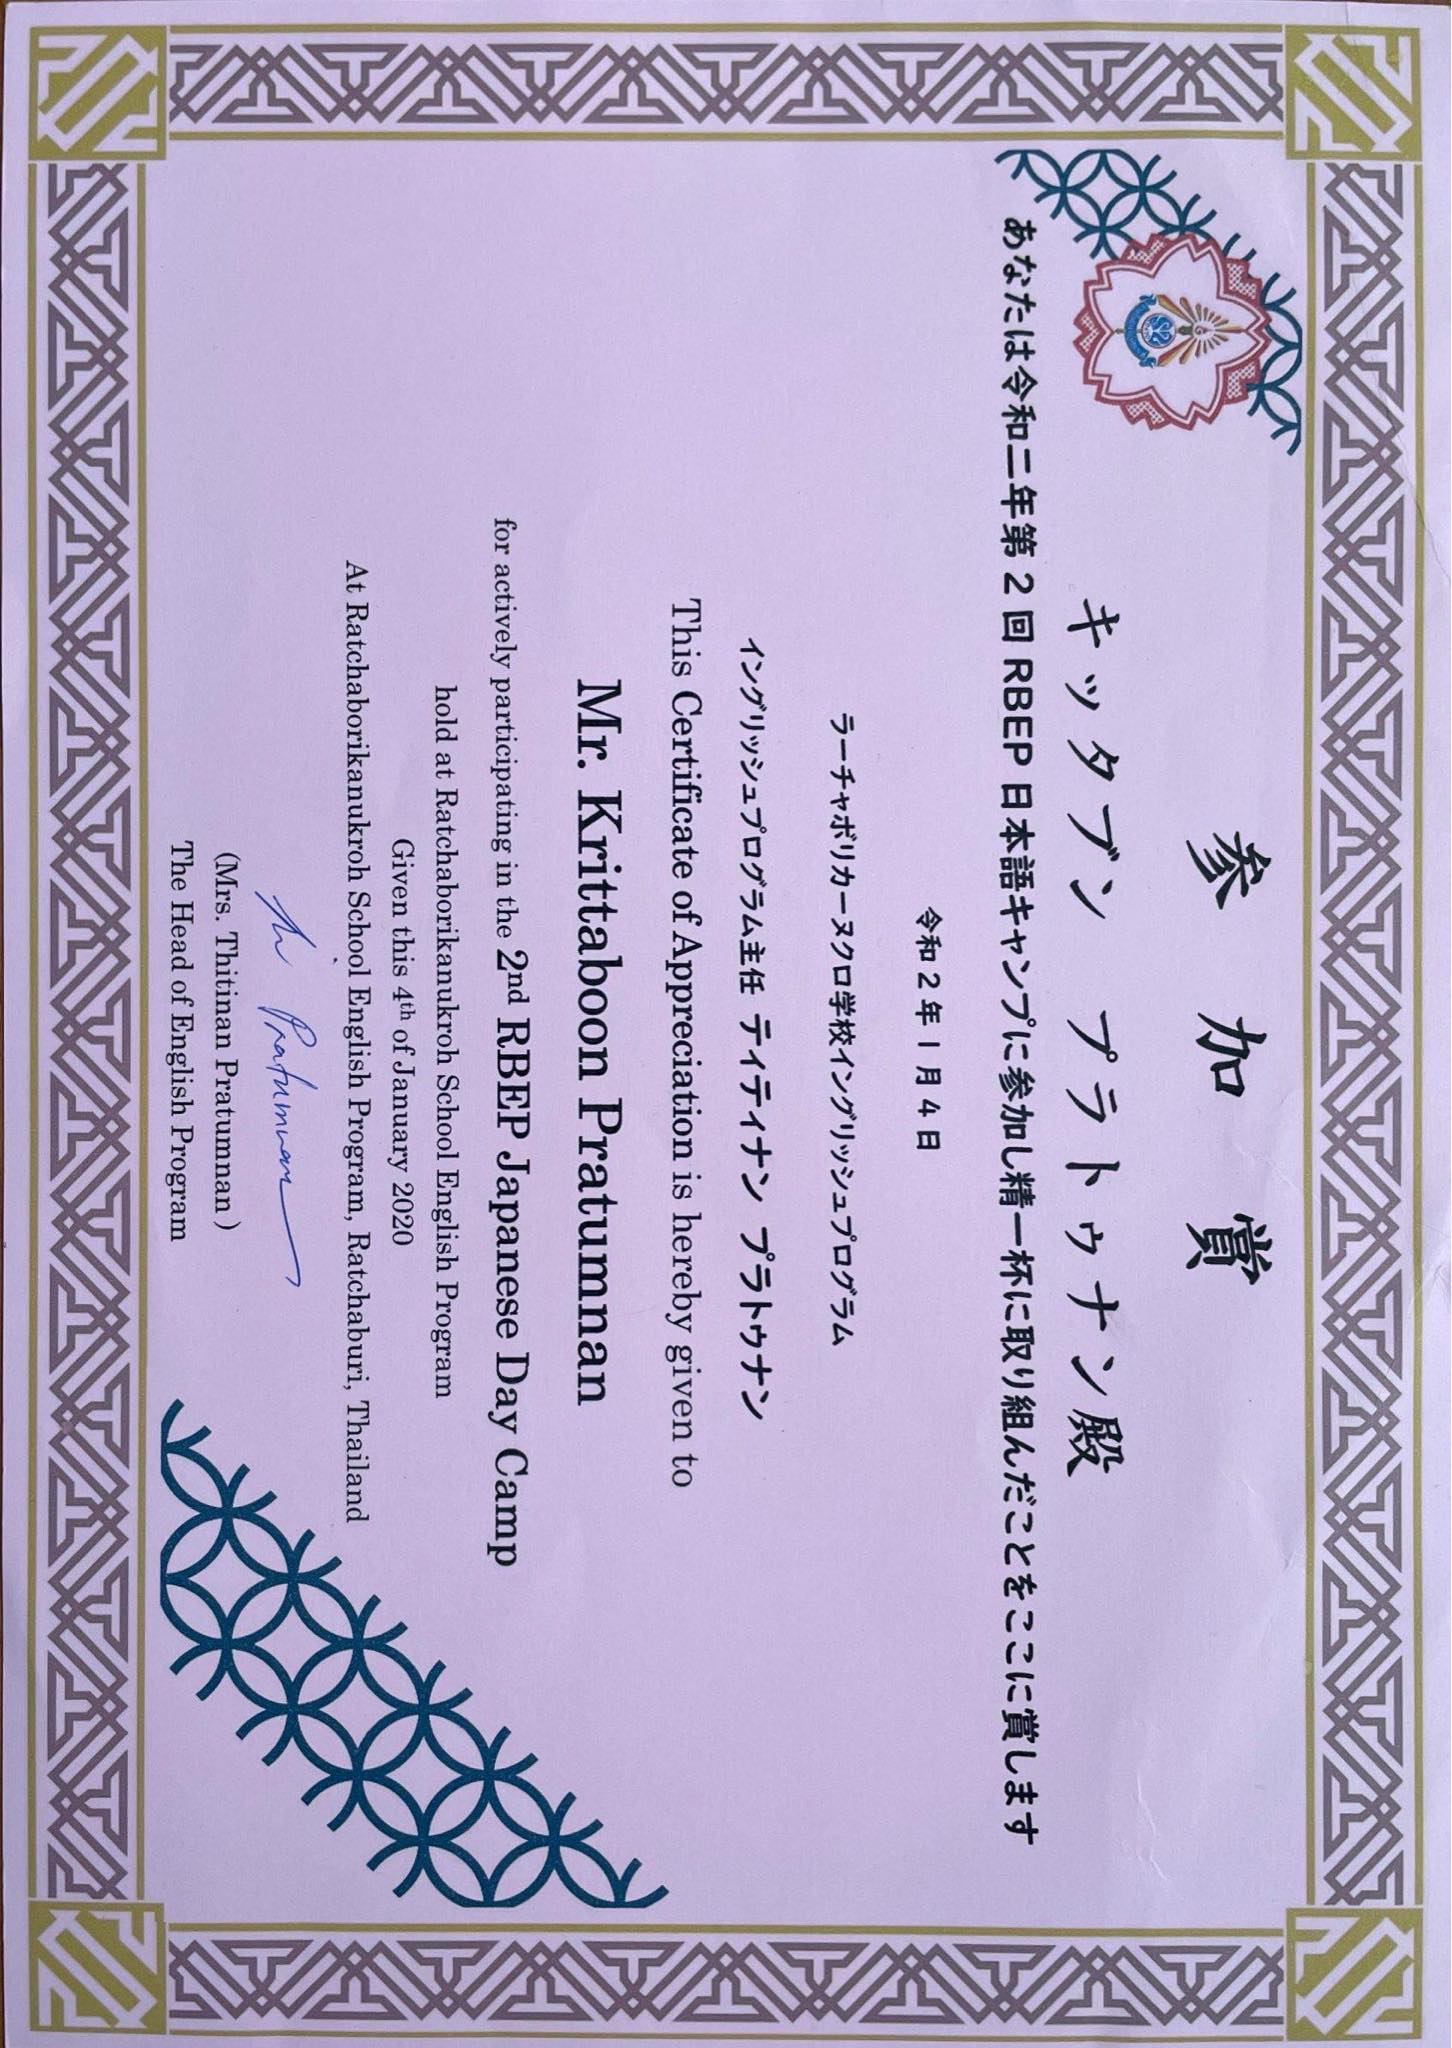 参加賞
キッタブン　プラトゥナン殿
あなたは令和二年第2回 RBEP 日本語キャンプに参加し精一杯に取り組んだことをここに賞します
令和2年1月4日
ラーチャボリカーヌクロ学校イングリッシュプログラム
イングリッシュプログラム主任 ティティナン プラトゥナン
This Certificate of Appreciation is hereby given to
Mr. Krittaboon Pratumnan
for actively participating in the 2nd RBEP Japanese Day Camp
hold at Ratchaborikanukroh School English Program
Given this 4th of January 2020
At Ratchaborikanukroh School English Program, Ratchaburi, Thailand
Pratumnan
(Mrs. Thitinan Pratumnan )
The Head of English Program